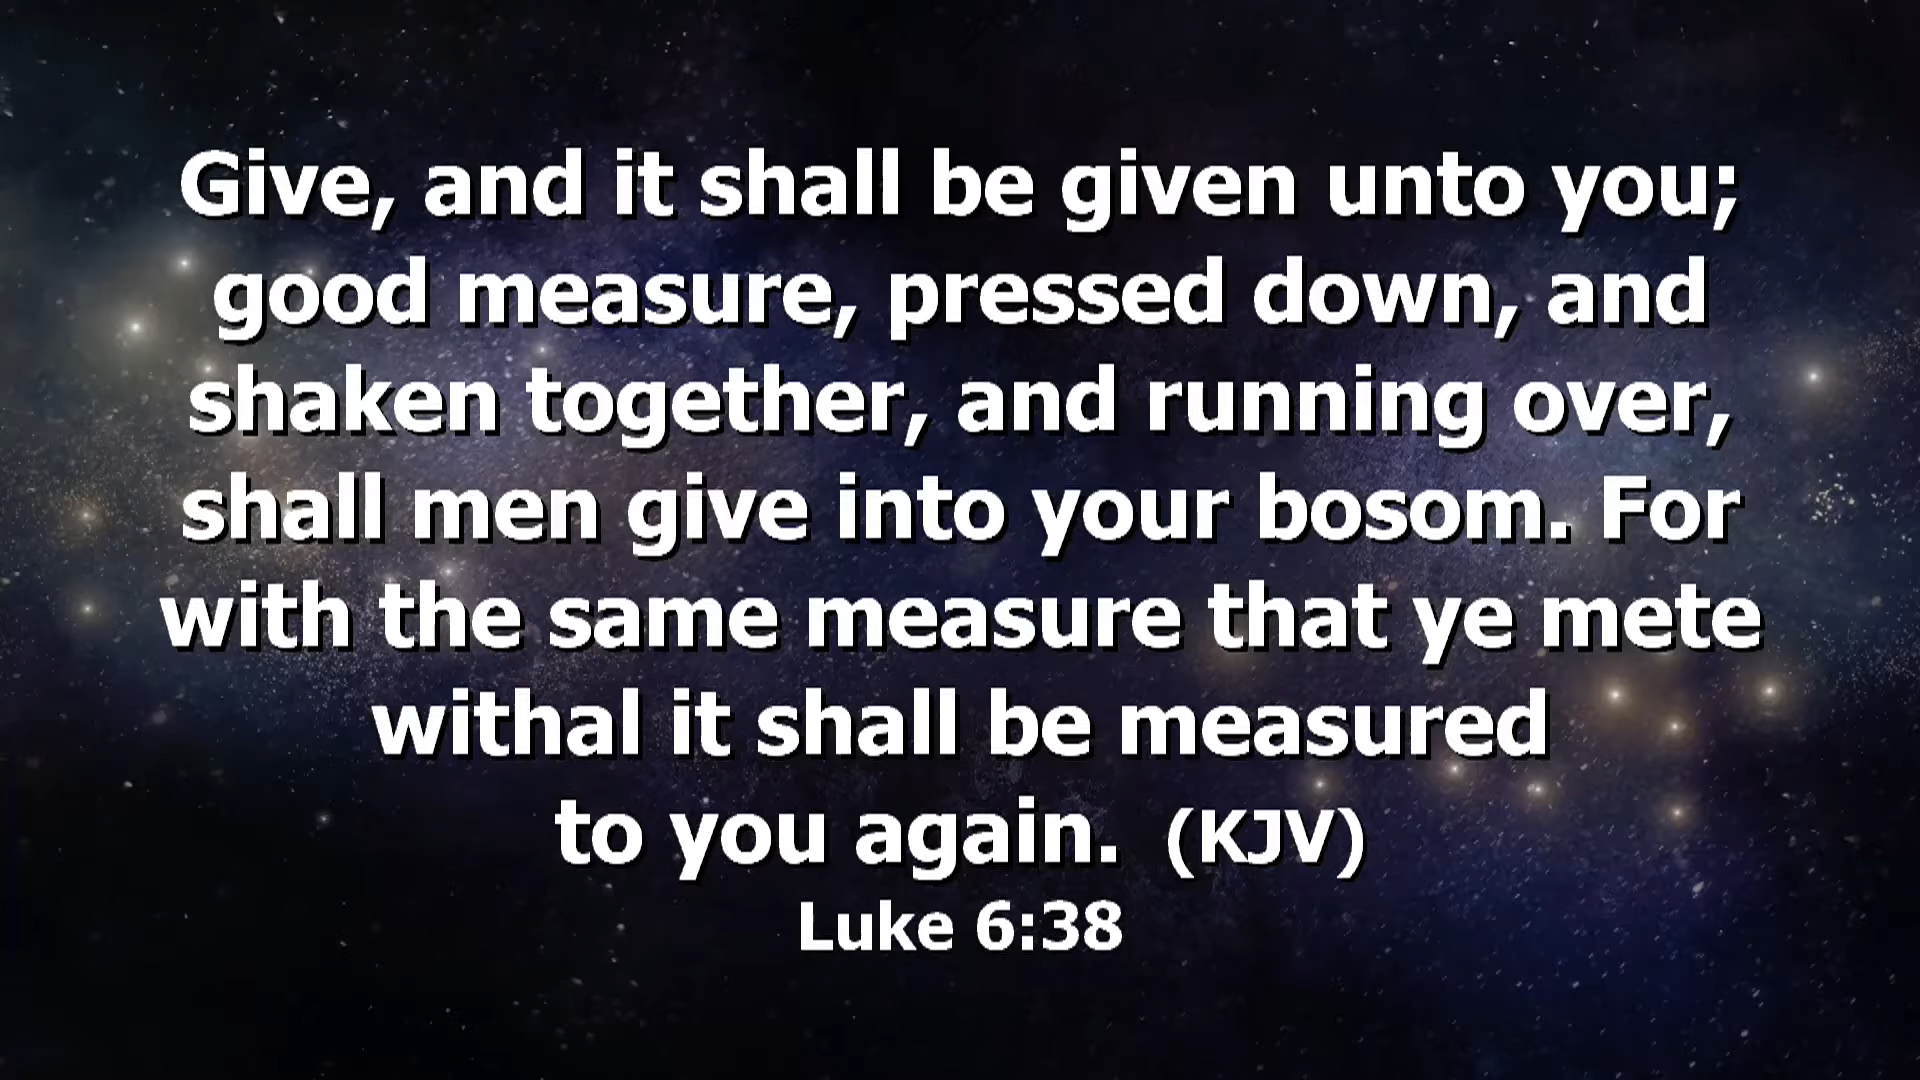 Give, and it shall be given unto you;
good measure, pressed down, and
shaken together, and running over,
shall men give into your bosom. For
with the same measure that ye mete
withal it shall be measured
to you again. (KJV)
Luke 6:38